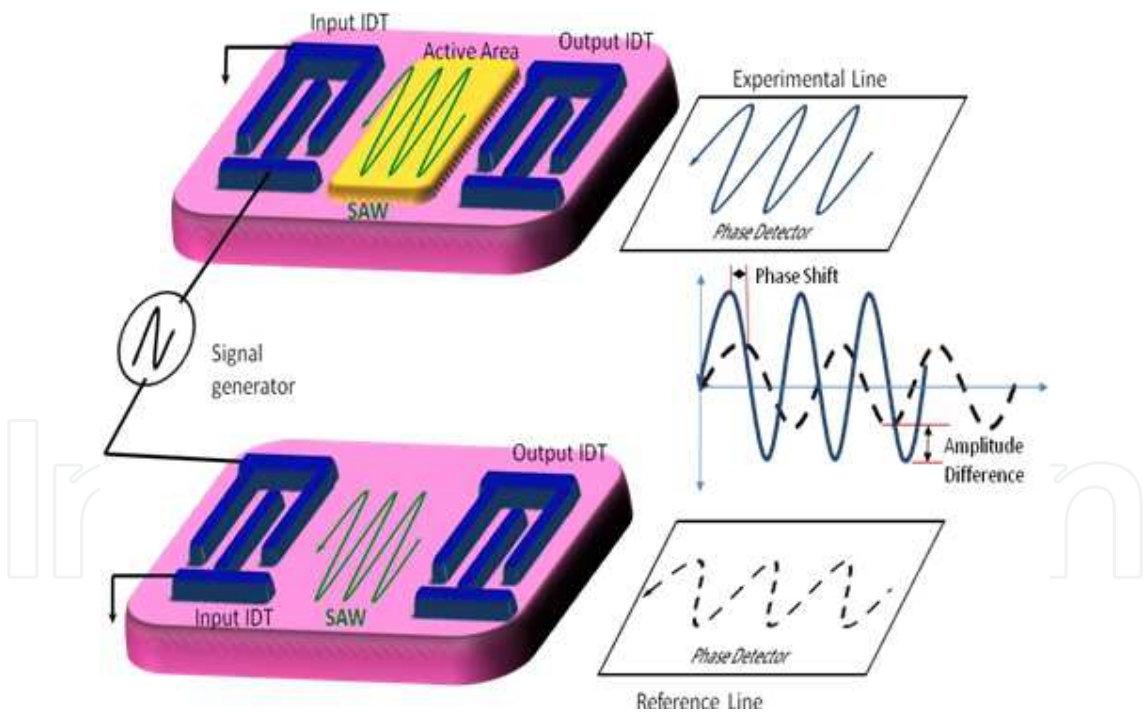 Input IDT
Active Area
Output IDT
SAW
Experimental Line
Phase Detector
Phase Shift
Signal
generator
Amplitude
Difference
Output IDT
Input IDT
SAW
Phase Detector
Reference Line